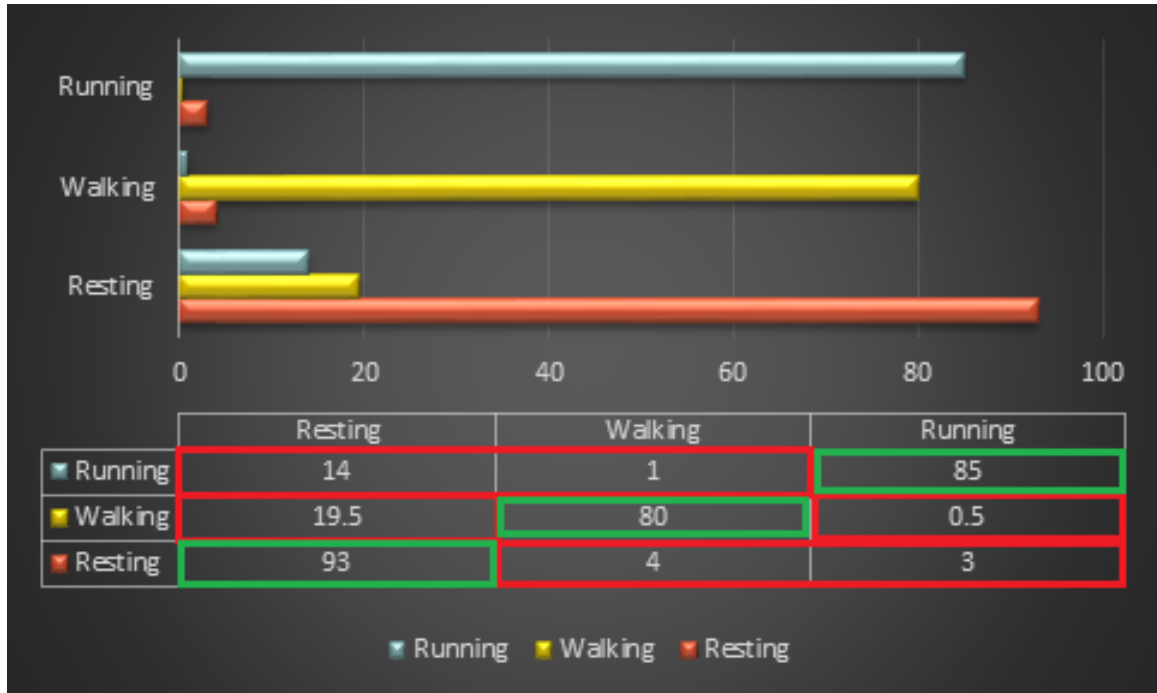 Running
Walking
Resting
0 20 40 60 80 100
Resting Walking Running
Running 14 1 85
Walking 19.5 80 0.5
Resting 93 4 3
Running Walking Resting